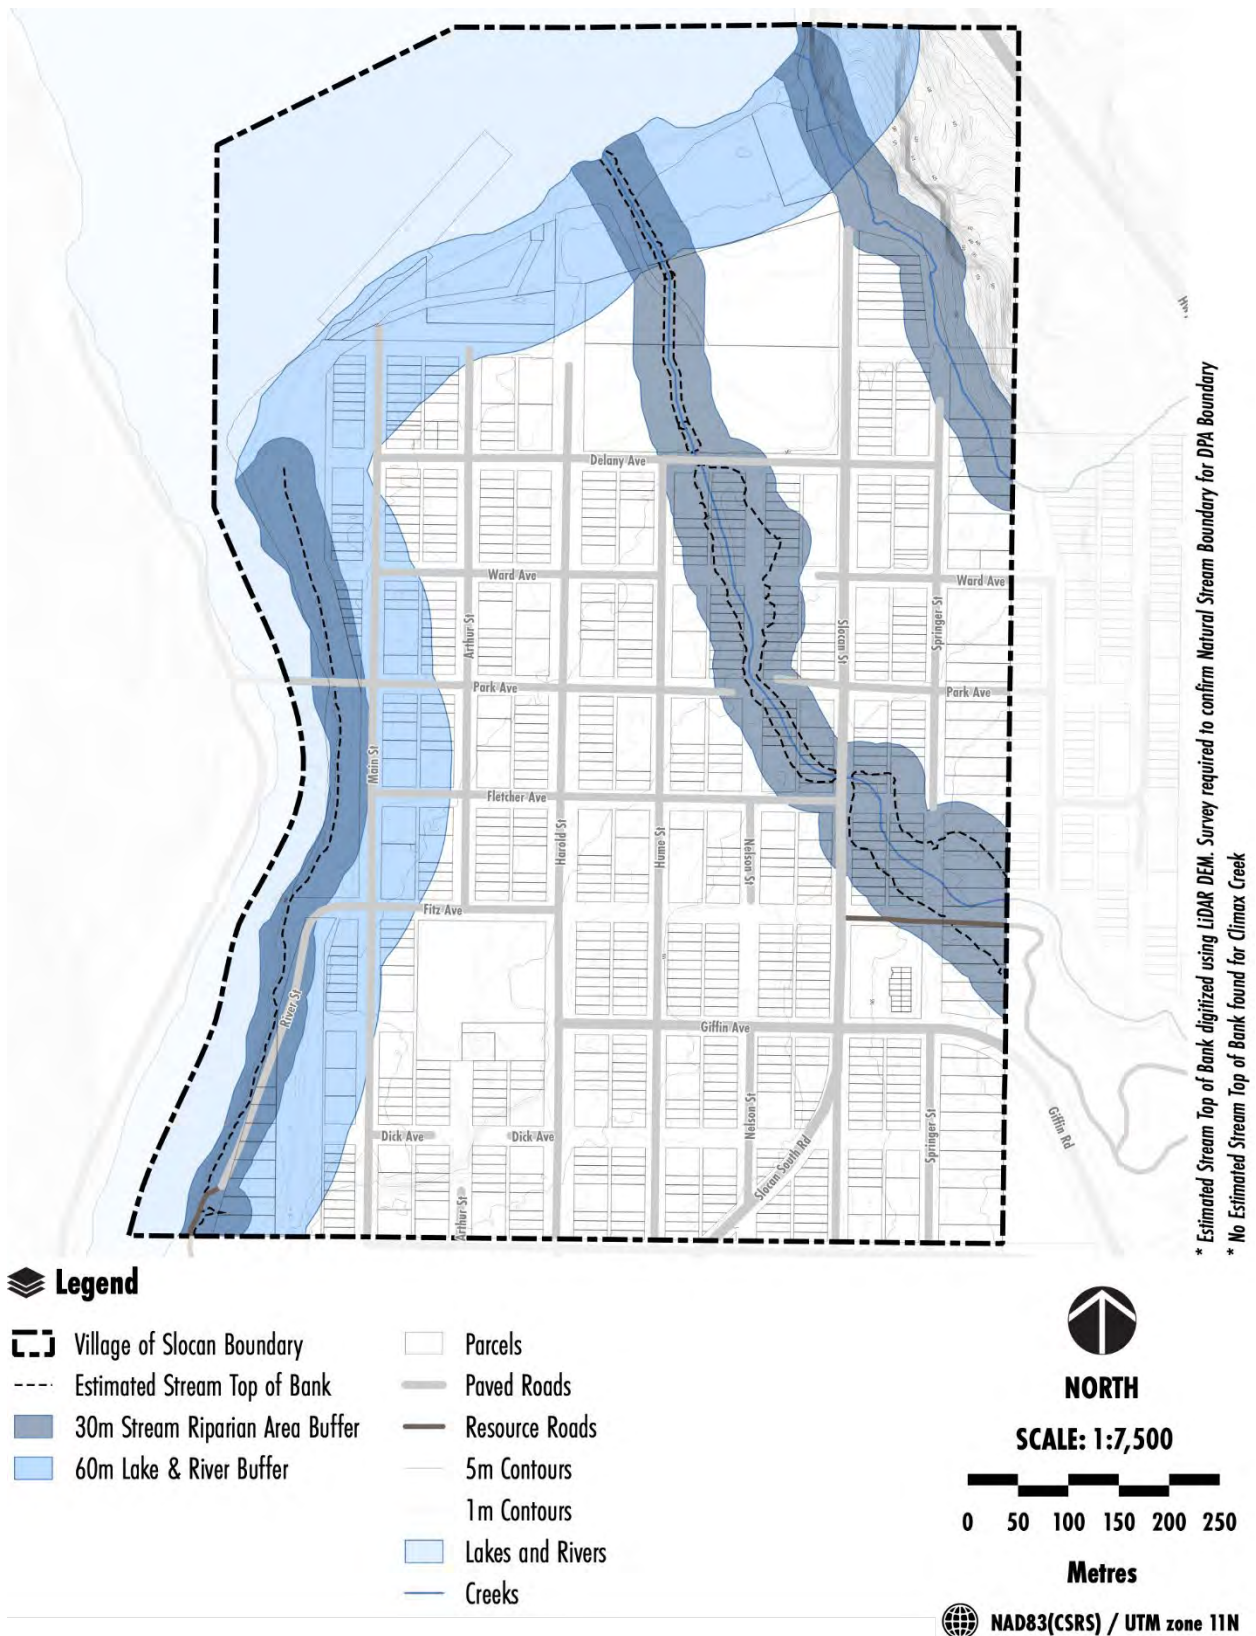 Hwy
Delany Ave
Ward Ave
Ward Ave
Arthur St
Slocan St
Springer St
Park Ave
Park Ave
Main St
Fletcher Ave
Harold St
Hume St
Nelson St
Fitz Ave
River St
Giffin Ave
Dick Ave
Dick Ave
Nelson St
Springer St
Giffin Rd
Slocan South Rd
Arthur St
* Estimated Stream Top of Bank digitized using LiDAR DEM. Survey required to confirm Natural Stream Boundary for DPA Boundary
* No Estimated Stream Top of Bank found for Climax Creek
Legend
Village of Slocan Boundary
Estimated Stream Top of Bank
30m Stream Riparian Area Buffer
60m Lake & River Buffer
Parcels
Paved Roads
Resource Roads
5m Contours
1m Contours
Lakes and Rivers
Creeks
NORTH
SCALE: 1:7,500
0 50 100 150 200 250
Metres
NAD83(CSRS) / UTM zone 11N